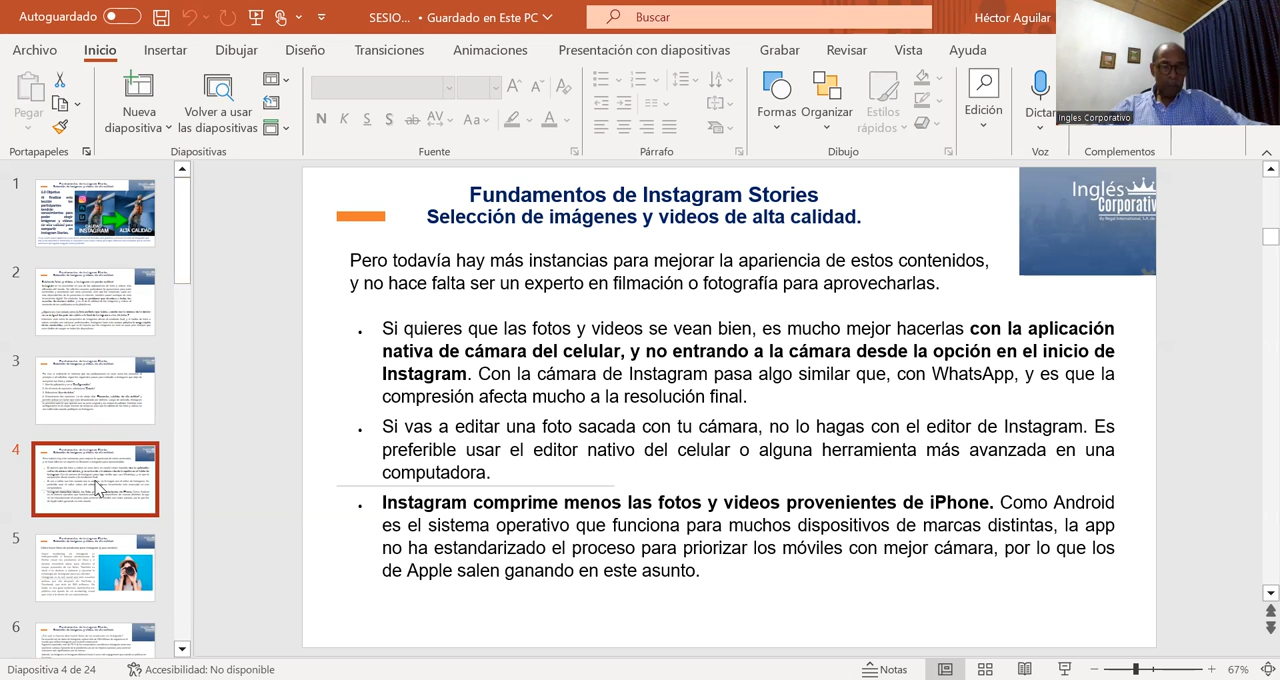 Autoguardado
SESIO... • Guardado en Este PC
Buscar
Héctor Aguilar
Archivo Inicio Insertar Dibujar Diseño Transiciones Animaciones Presentación con diapositivas Grabar Revisar Vista Ayuda
Pegar
Nueva diapositiva
Volver a usar las diapositivas
N K S S ab AV Aa A
Formas Organizar Estilos rápidos
Edición
Dictar
Ingles Corporativo
Portapapeles Diapositivas Fuente Párrafo Dibujo Voz Complementos
1
2
3
4
5
6
Fundamentos de Instagram Stories
Selección de imágenes y videos de alta calidad.
Inglés
Corporativo
Pero todavía hay más instancias para mejorar la apariencia de estos contenidos,
y no hace falta ser un experto en filmación o fotografía para aprovecharlas.
• Si quieres que las fotos y videos se vean bien, es mucho mejor hacerlas con la aplicación
nativa de cámara del celular, y no entrando a la cámara desde la opción en el inicio de
Instagam. Con la cámara de Instagram pasa lo similar que, con WhatsApp, y es que la
compresión afecta mucho a la resolución final.
• Si vas a editar una foto sacada con tu cámara, no lo hagas con el editor de Instagram. Es
preferible usar el editor nativo del celular o alguna herramienta más avanzada en una
computadora.
• Instagram comprime menos las fotos y videos provenientes de iPhone. Como Android
es el sistema operativo que funciona para muchos dispositivos de marcas distintas, la app
no ha estandarizado el proceso para priorizar los móviles con mejor cámara, por lo que los
de Apple salen ganando en este asunto.
Diapositiva 4 de 24
Accesibilidad: No disponible
Notas
67%